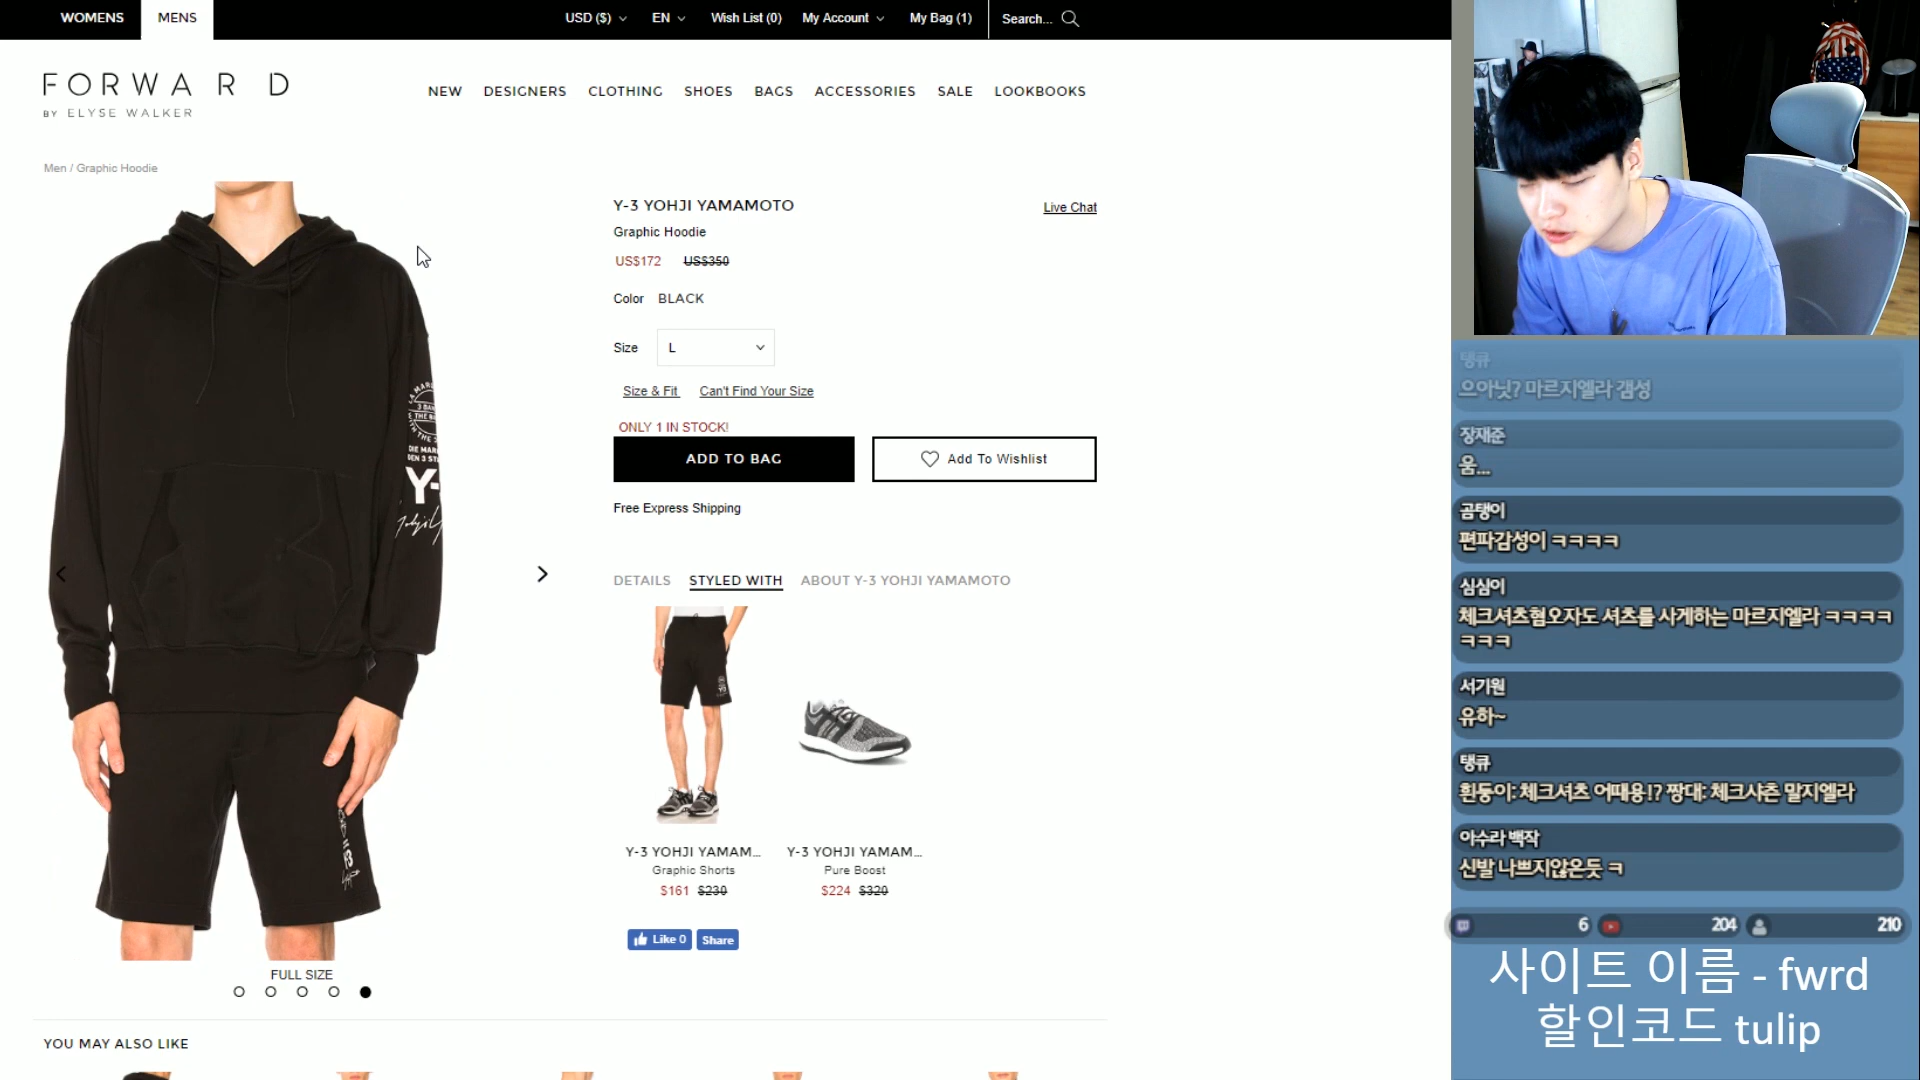 WOMENS
MENS
USD ($)
EN
Wish List (0)
My Account
My Bag (1)
Search...
FORWARD
BY ELYSE WALKER
NEW
DESIGNERS
CLOTHING
SHOES
BAGS
ACCESSORIES
SALE
LOOKBOOKS
Men / Graphic Hoodie
Y-3 YOHJI YAMAMOTO
Live Chat
Graphic Hoodie
US$172 US$350
Color BLACK
Size L
Size & Fit
Can't Find Your Size
ONLY 1 IN STOCK!
ADD TO BAG
Add To Wishlist
Free Express Shipping
DETAILS
STYLED WITH
ABOUT Y-3 YOHJI YAMAMOTO
Y-3 YOHJI YAMAM...
Graphic Shorts
$161 $230
Y-3 YOHJI YAMAM...
Pure Boost
$224 $320
Like 0
Share
FULL SIZE
YOU MAY ALSO LIKE
Y-
탱큐
으아닛? 마르지엘라 갬성
장재준
움...
곰탱이
편파감성이 ㅋㅋㅋㅋ
심심이
체크셔츠혐오자도 셔츠를 사게하는 마르지엘라 ㅋㅋㅋㅋ
ㅋㅋㅋ
서기원
유하~
탱큐
흰둥이: 체크셔츠 어때용!? 짱대: 체크샤츤 말지엘라
아수라 백작
신발 나쁘지않은듯 ㅋ
6
204
210
사이트 이름 - fwrd
할인코드 tulip